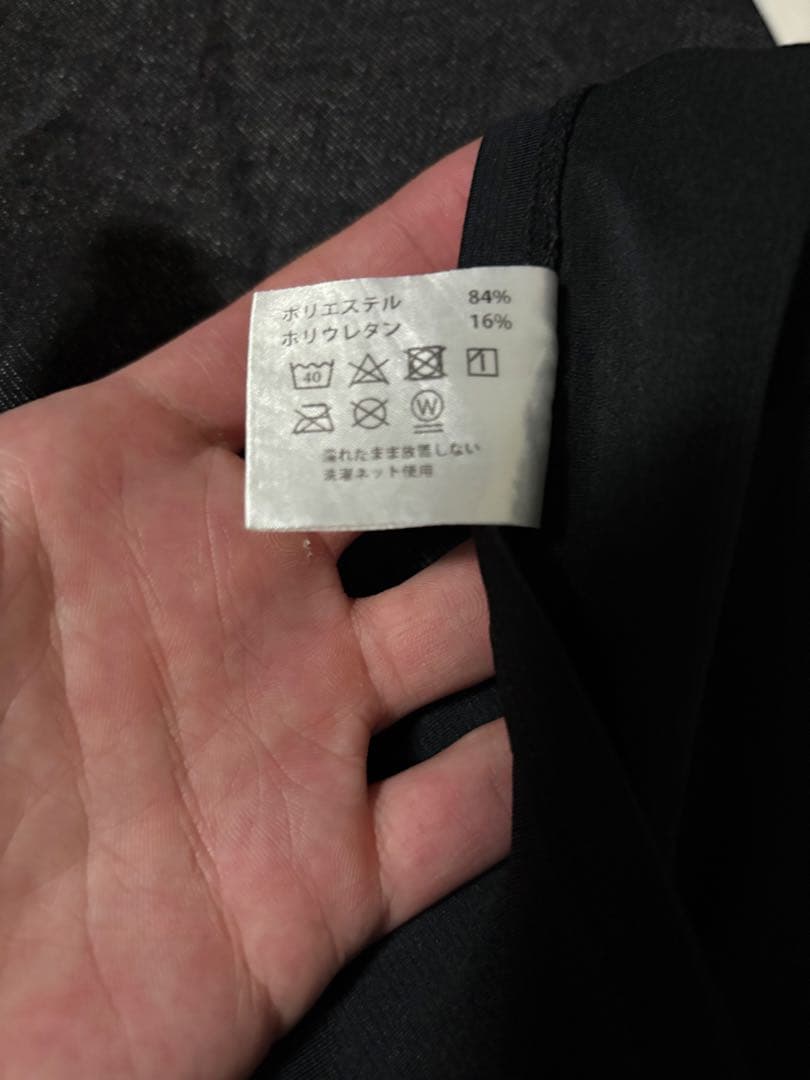 ポリエステル 84%
ポリウレタン 16%
40
W
濡れたまま放置しない
洗濯ネット使用